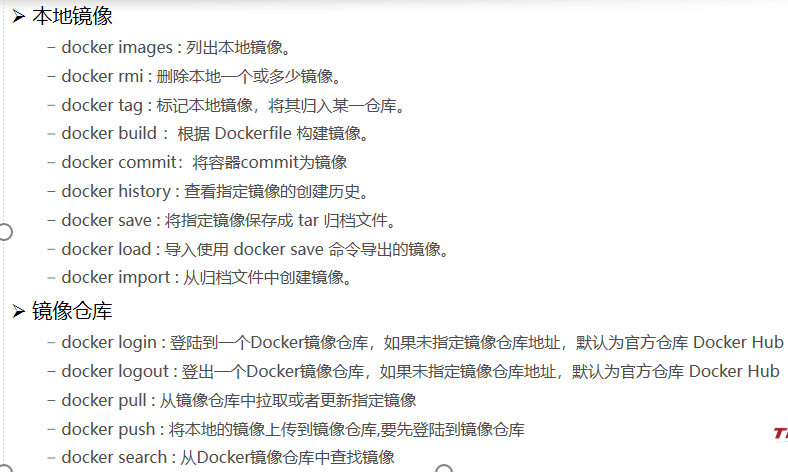 ➢ 本地镜像
– docker images : 列出本地镜像。
– docker rmi : 删除本地一个或多少镜像。
– docker tag : 标记本地镜像，将其归入某一仓库。
– docker build ：根据 Dockerfile 构建镜像。
– docker commit：将容器commit为镜像
– docker history : 查看指定镜像的创建历史。
– docker save : 将指定镜像保存成 tar 归档文件。
– docker load : 导入使用 docker save 命令导出的镜像。
– docker import : 从归档文件中创建镜像。
➢ 镜像仓库
– docker login : 登陆到一个Docker镜像仓库，如果未指定镜像仓库地址，默认为官方仓库 Docker Hub
– docker logout : 登出一个Docker镜像仓库，如果未指定镜像仓库地址，默认为官方仓库 Docker Hub
– docker pull : 从镜像仓库中拉取或者更新指定镜像
– docker push : 将本地的镜像上传到镜像仓库,要先登陆到镜像仓库
– docker search : 从Docker镜像仓库中查找镜像